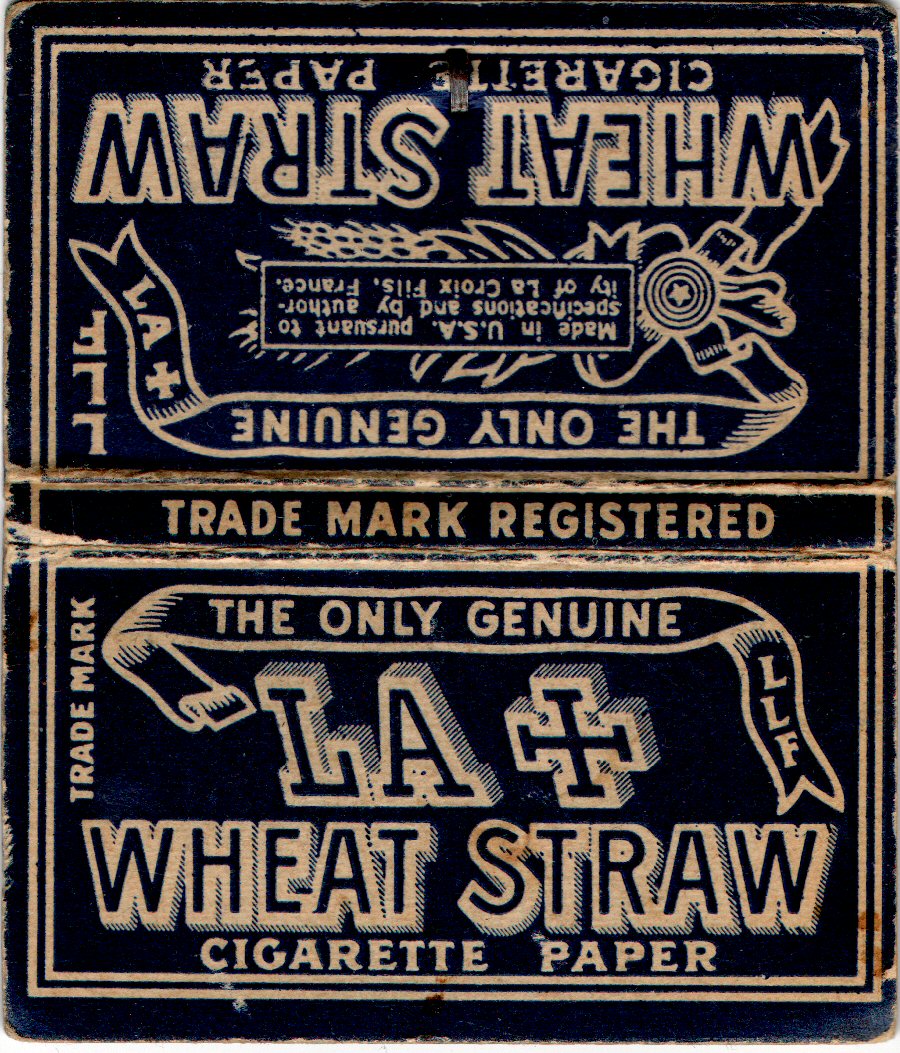 THE ONLY GENUINE
LA +
LLF
Made in U.S.A. pursuant to
specifications and by author-
ity of La Croix Fils, France.
WHEAT STRAW
CIGARETTE PAPER
TRADE MARK REGISTERED
THE ONLY GENUINE
LLF
TRADE MARK
LA +
WHEAT STRAW
CIGARETTE PAPER